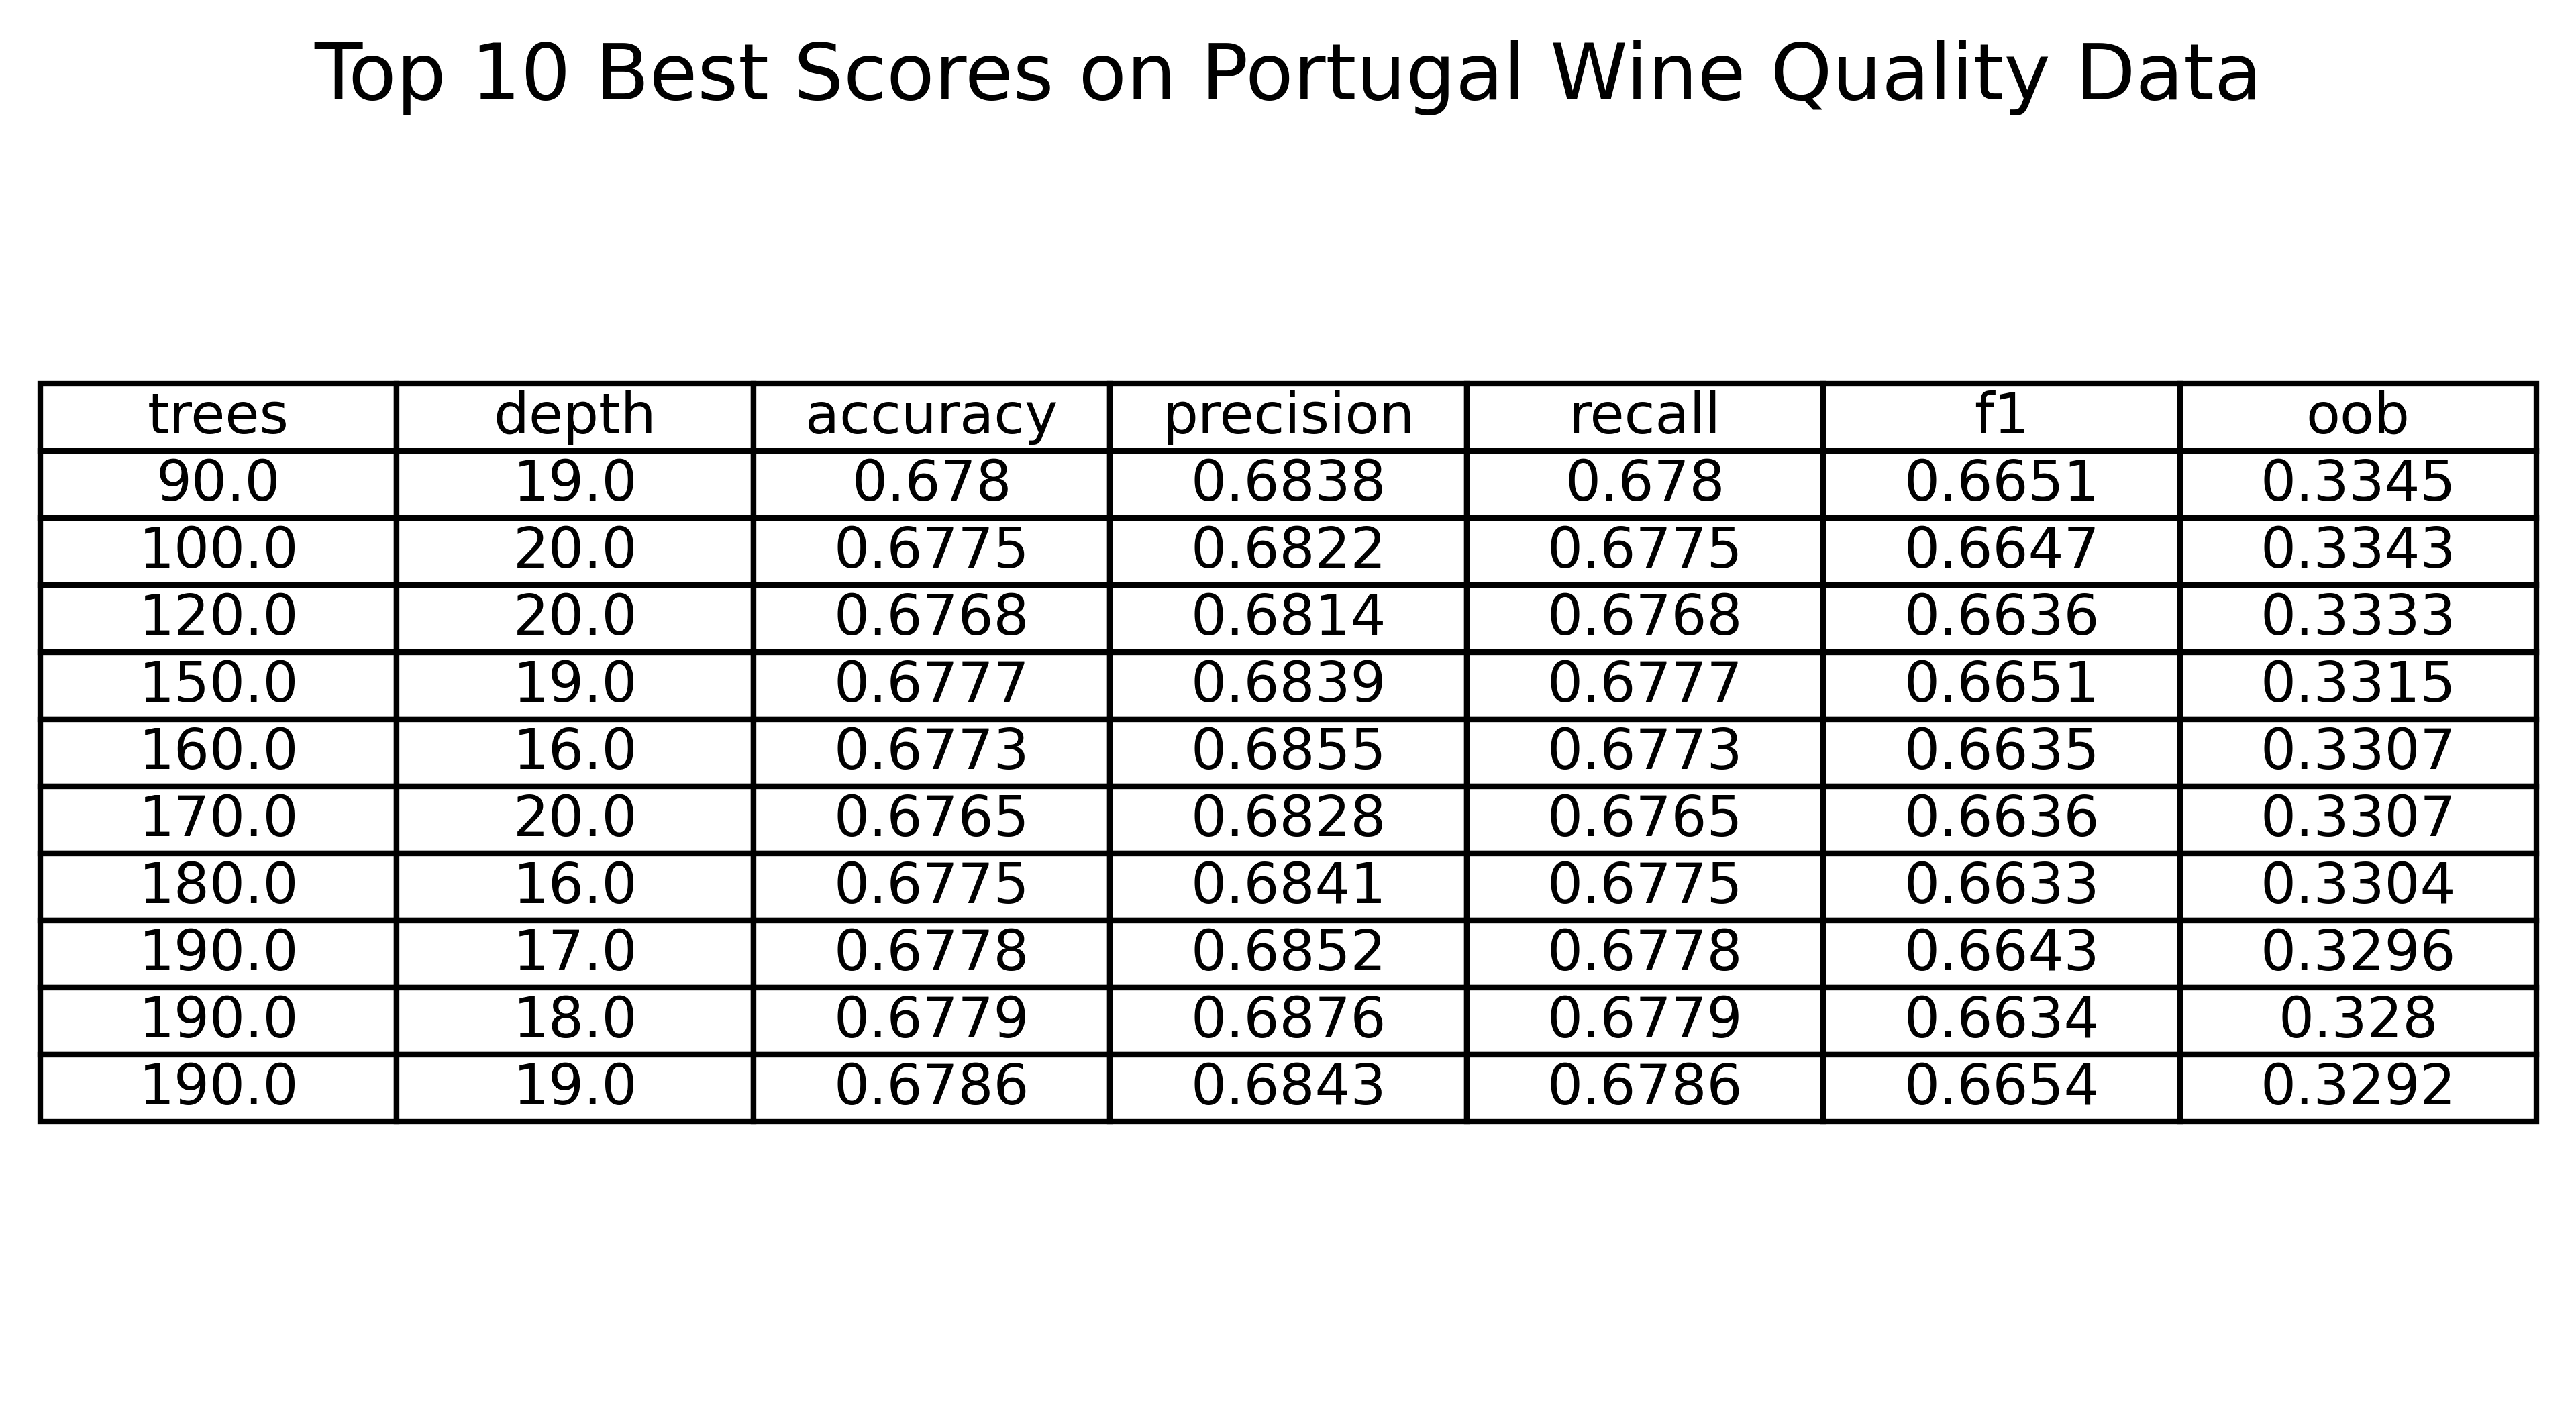 Top 10 Best Scores on Portugal Wine Quality Data
trees depth accuracy precision recall f1 oob
90.0 19.0 0.678 0.6838 0.678 0.6651 0.3345
100.0 20.0 0.6775 0.6822 0.6775 0.6647 0.3343
120.0 20.0 0.6768 0.6814 0.6768 0.6636 0.3333
150.0 19.0 0.6777 0.6839 0.6777 0.6651 0.3315
160.0 16.0 0.6773 0.6855 0.6773 0.6635 0.3307
170.0 20.0 0.6765 0.6828 0.6765 0.6636 0.3307
180.0 16.0 0.6775 0.6841 0.6775 0.6633 0.3304
190.0 17.0 0.6778 0.6852 0.6778 0.6643 0.3296
190.0 18.0 0.6779 0.6876 0.6779 0.6634 0.328
190.0 19.0 0.6786 0.6843 0.6786 0.6654 0.3292